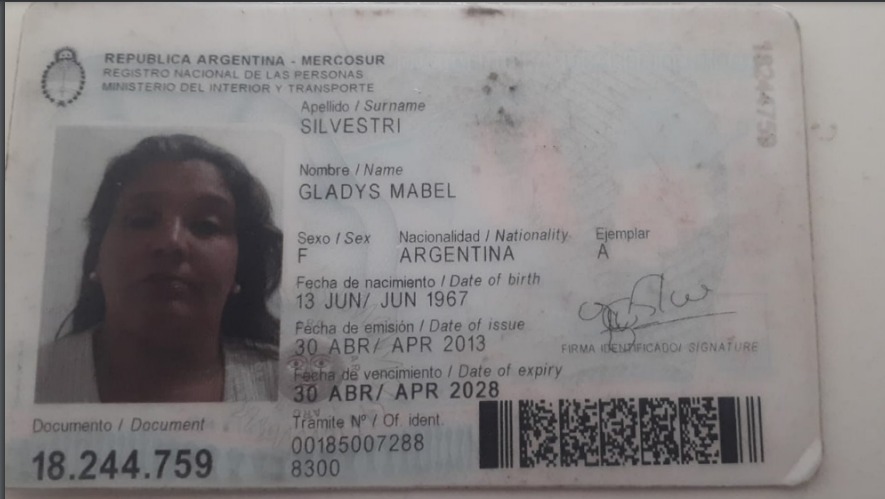 REPUBLICA ARGENTINA - MERCOSUR
REGISTRO NACIONAL DE LAS PERSONAS
MINISTERIO DEL INTERIOR Y TRANSPORTE
Apellido / Surname
SILVESTRI
Nombre / Name
GLADYS MABEL
Sexo / Sex Nacionalidad / Nationality Ejemplar
F ARGENTINA A
Fecha de nacimiento / Date of birth
13 JUN/ JUN 1967
Fecha de emisión / Date of issue
30 ABR/ APR 2013
FIRMA IDENTIFICADO/ SIGNATURE
Fecha de vencimiento / Date of expiry
30 ABR/ APR 2028
Documento / Document
18.244.759
Trámite Nº / Of. ident.
00185007288
8300
18244759